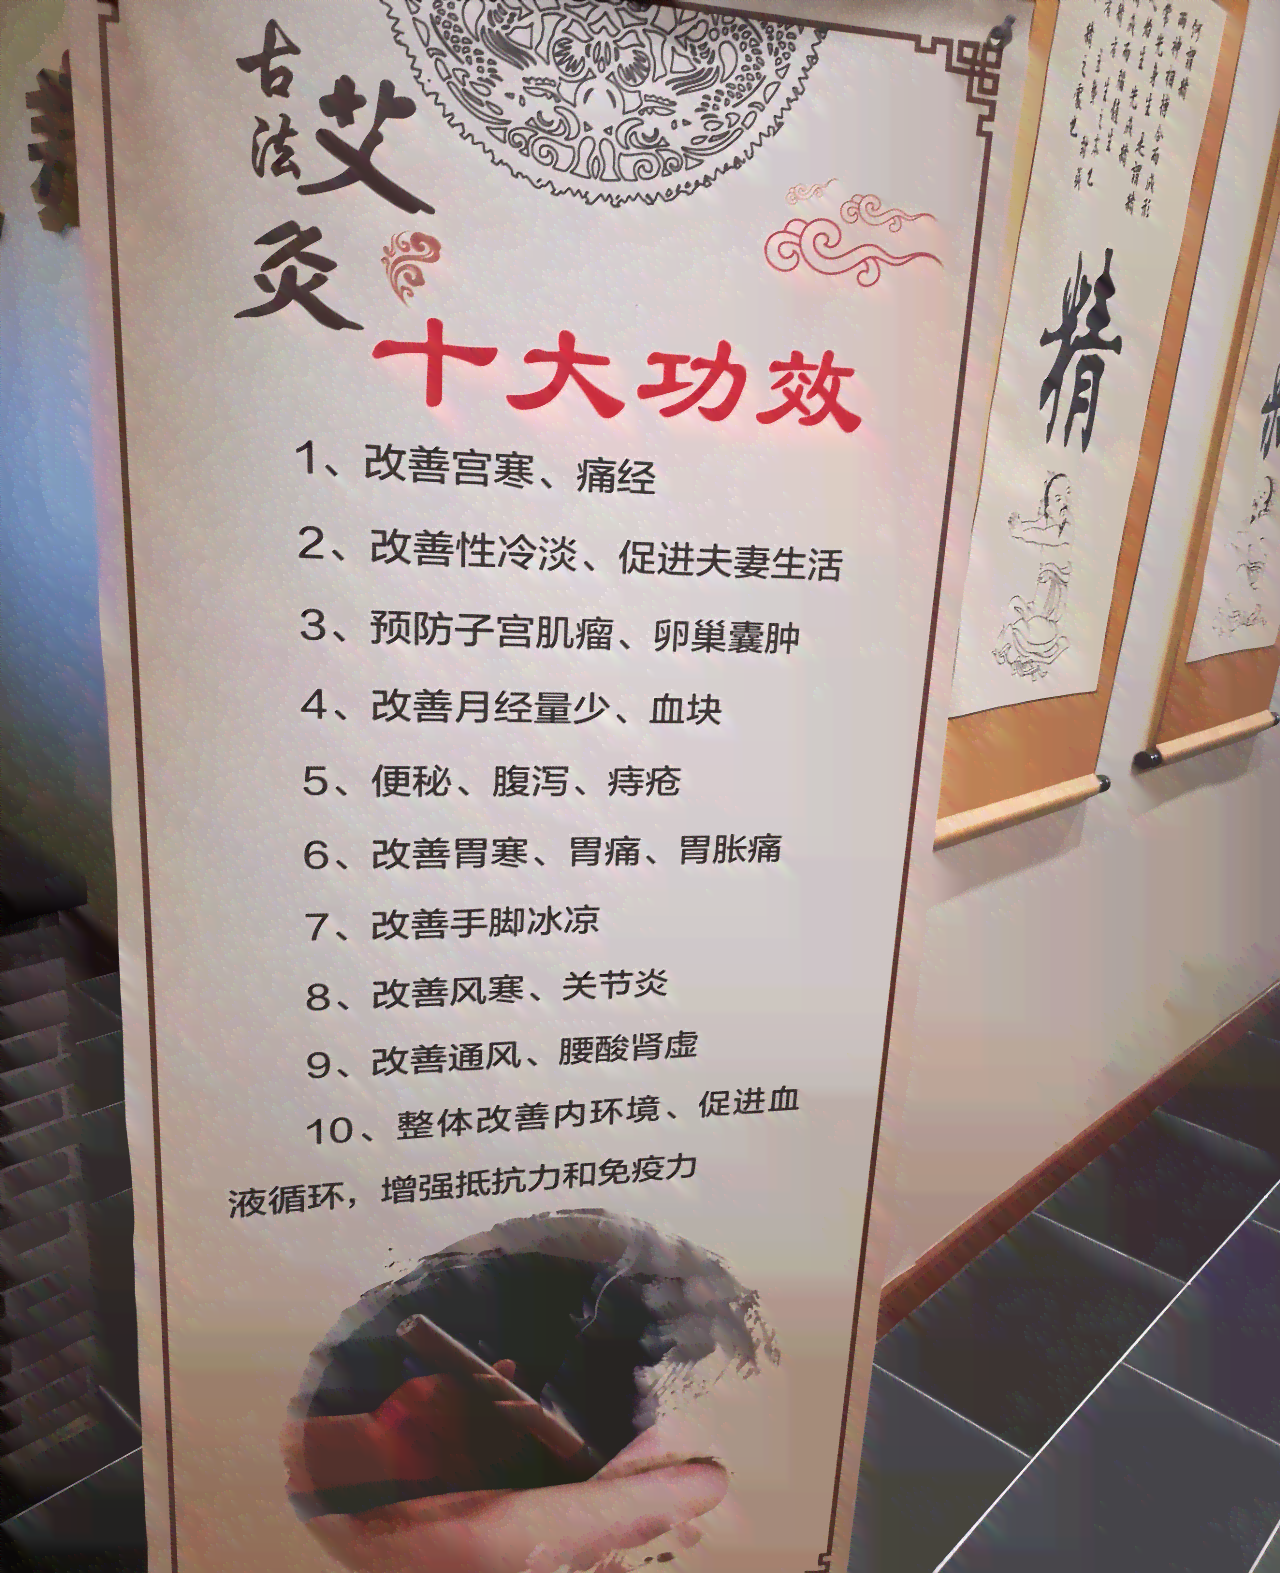 古法
艾灸
十大功效
1、改善宫寒、痛经
2、改善性冷淡、促进夫妻生活
3、预防子宫肌瘤、卵巢囊肿
4、改善月经量少、血块
5、便秘、腹泻、痔疮
6、改善胃寒、胃痛、胃胀痛
7、改善手脚冰凉
8、改善风寒、关节炎
9、改善通风、腰酸肾虚
10、整体改善内环境、促进血
液循环，增强抵抗力和免疫力
精